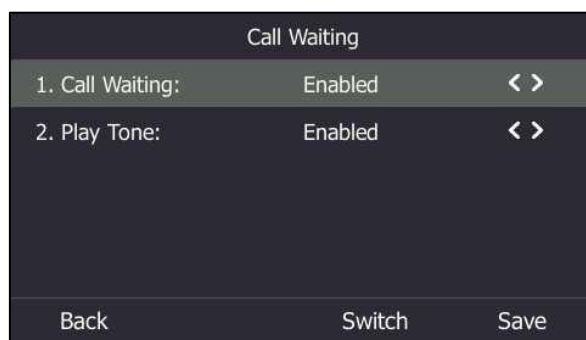 Call Waiting
1. Call Waiting: Enabled < >
2. Play Tone: Enabled < >
Back Switch Save